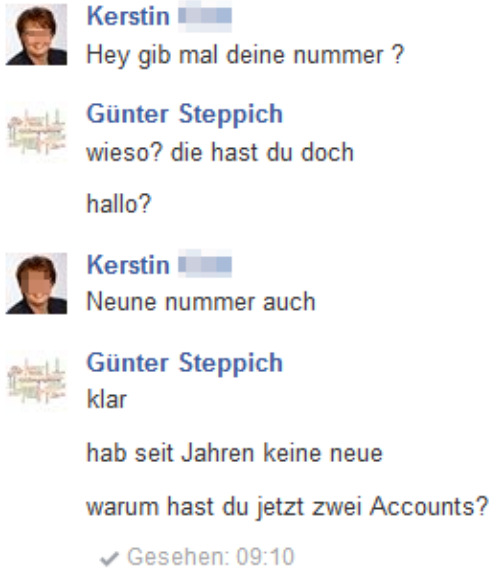 Kerstin
Hey gib mal deine nummer ?
Günter Steppich
wieso? die hast du doch
hallo?
Kerstin
Neune nummer auch
Günter Steppich
klar
hab seit Jahren keine neue
warum hast du jetzt zwei Accounts?
✓ Gesehen: 09:10